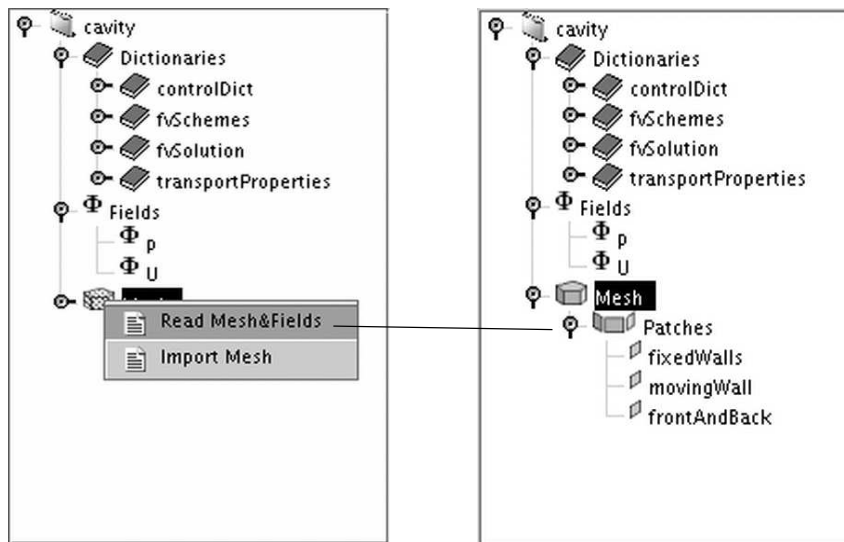 cavity
Dictionaries
controlDict
fvSchemes
fvSolution
transportProperties
Φ Fields
Φ p
Φ U
Read Mesh&Fields
Import Mesh
cavity
Dictionaries
controlDict
fvSchemes
fvSolution
transportProperties
Φ Fields
Φ p
Φ U
Mesh
Patches
fixedWalls
movingWall
frontAndBack